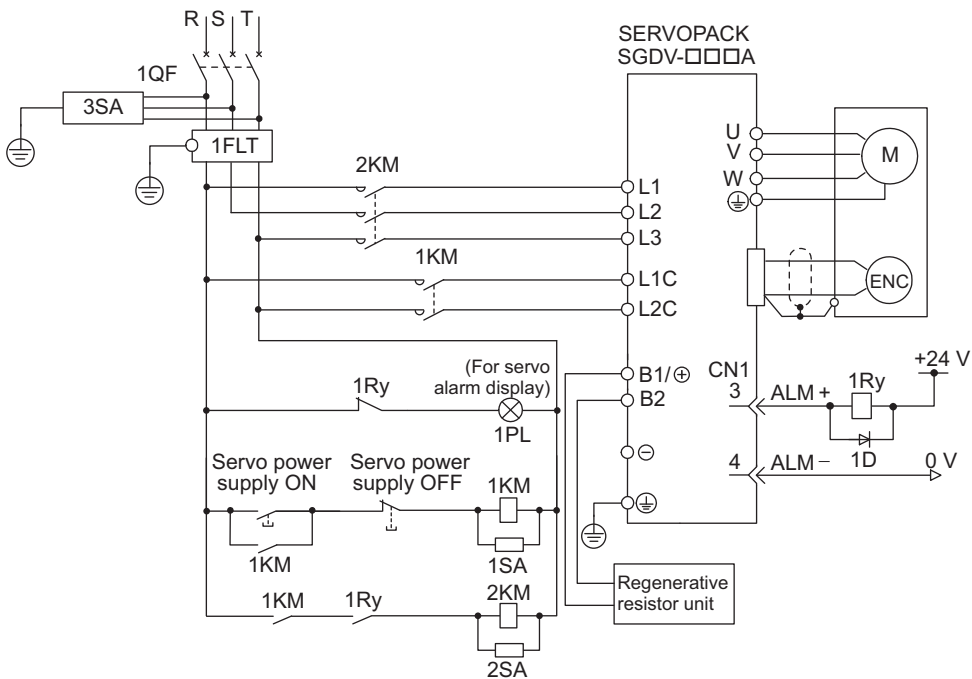 R S T
SERVOPACK
SGDV-□□□A
1QF
3SA
1FLT
2KM
L1
L2
L3
1KM
L1C
L2C
U
V
W
M
ENC
(For servo
alarm display)
1Ry
1PL
B1/⊕
B2
⊖
CN1
3
ALM +
1Ry
+24 V
1D
4
ALM −
0 V
Servo power
supply ON
Servo power
supply OFF
1KM
1KM
1SA
1KM
1Ry
2KM
2SA
Regenerative
resistor unit